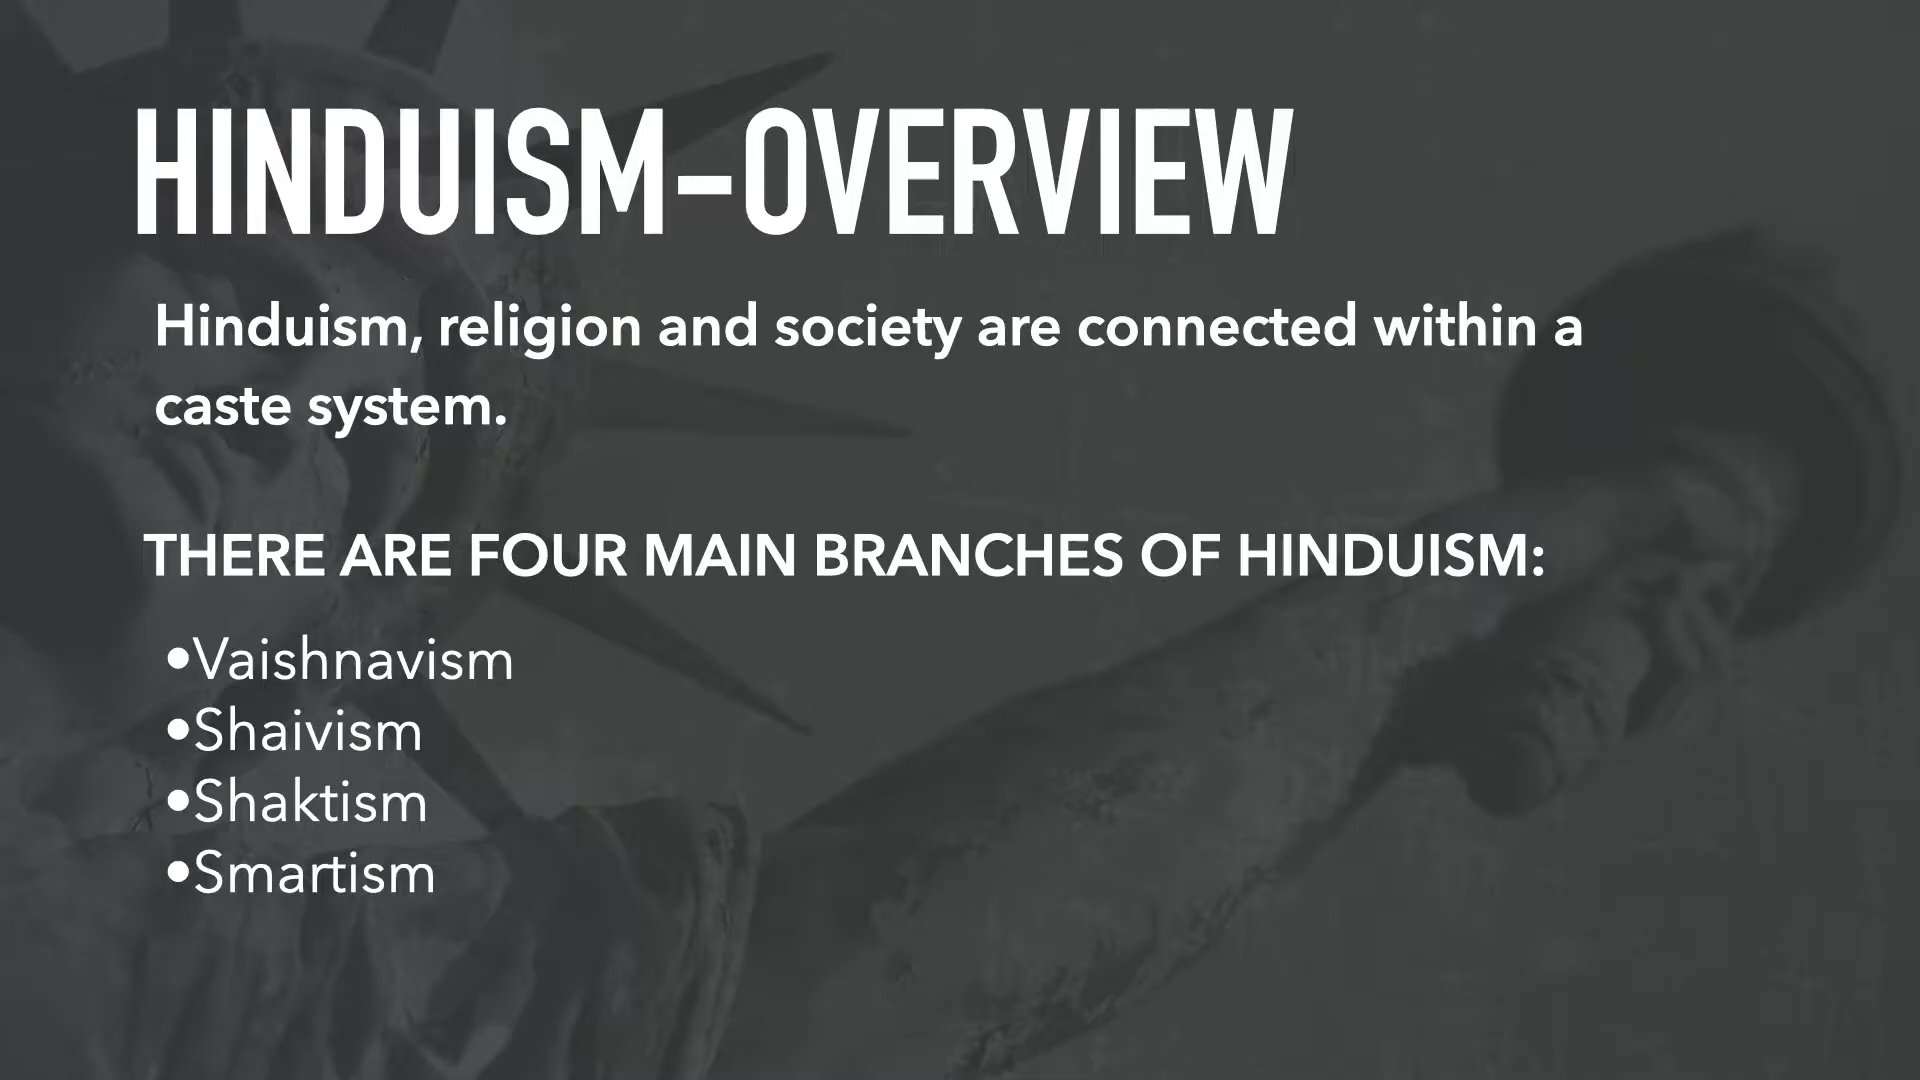 HINDUISM-OVERVIEW
Hinduism, religion and society are connected within a
caste system.
THERE ARE FOUR MAIN BRANCHES OF HINDUISM:
•Vaishnavism
•Shaivism
•Shaktism
•Smartism